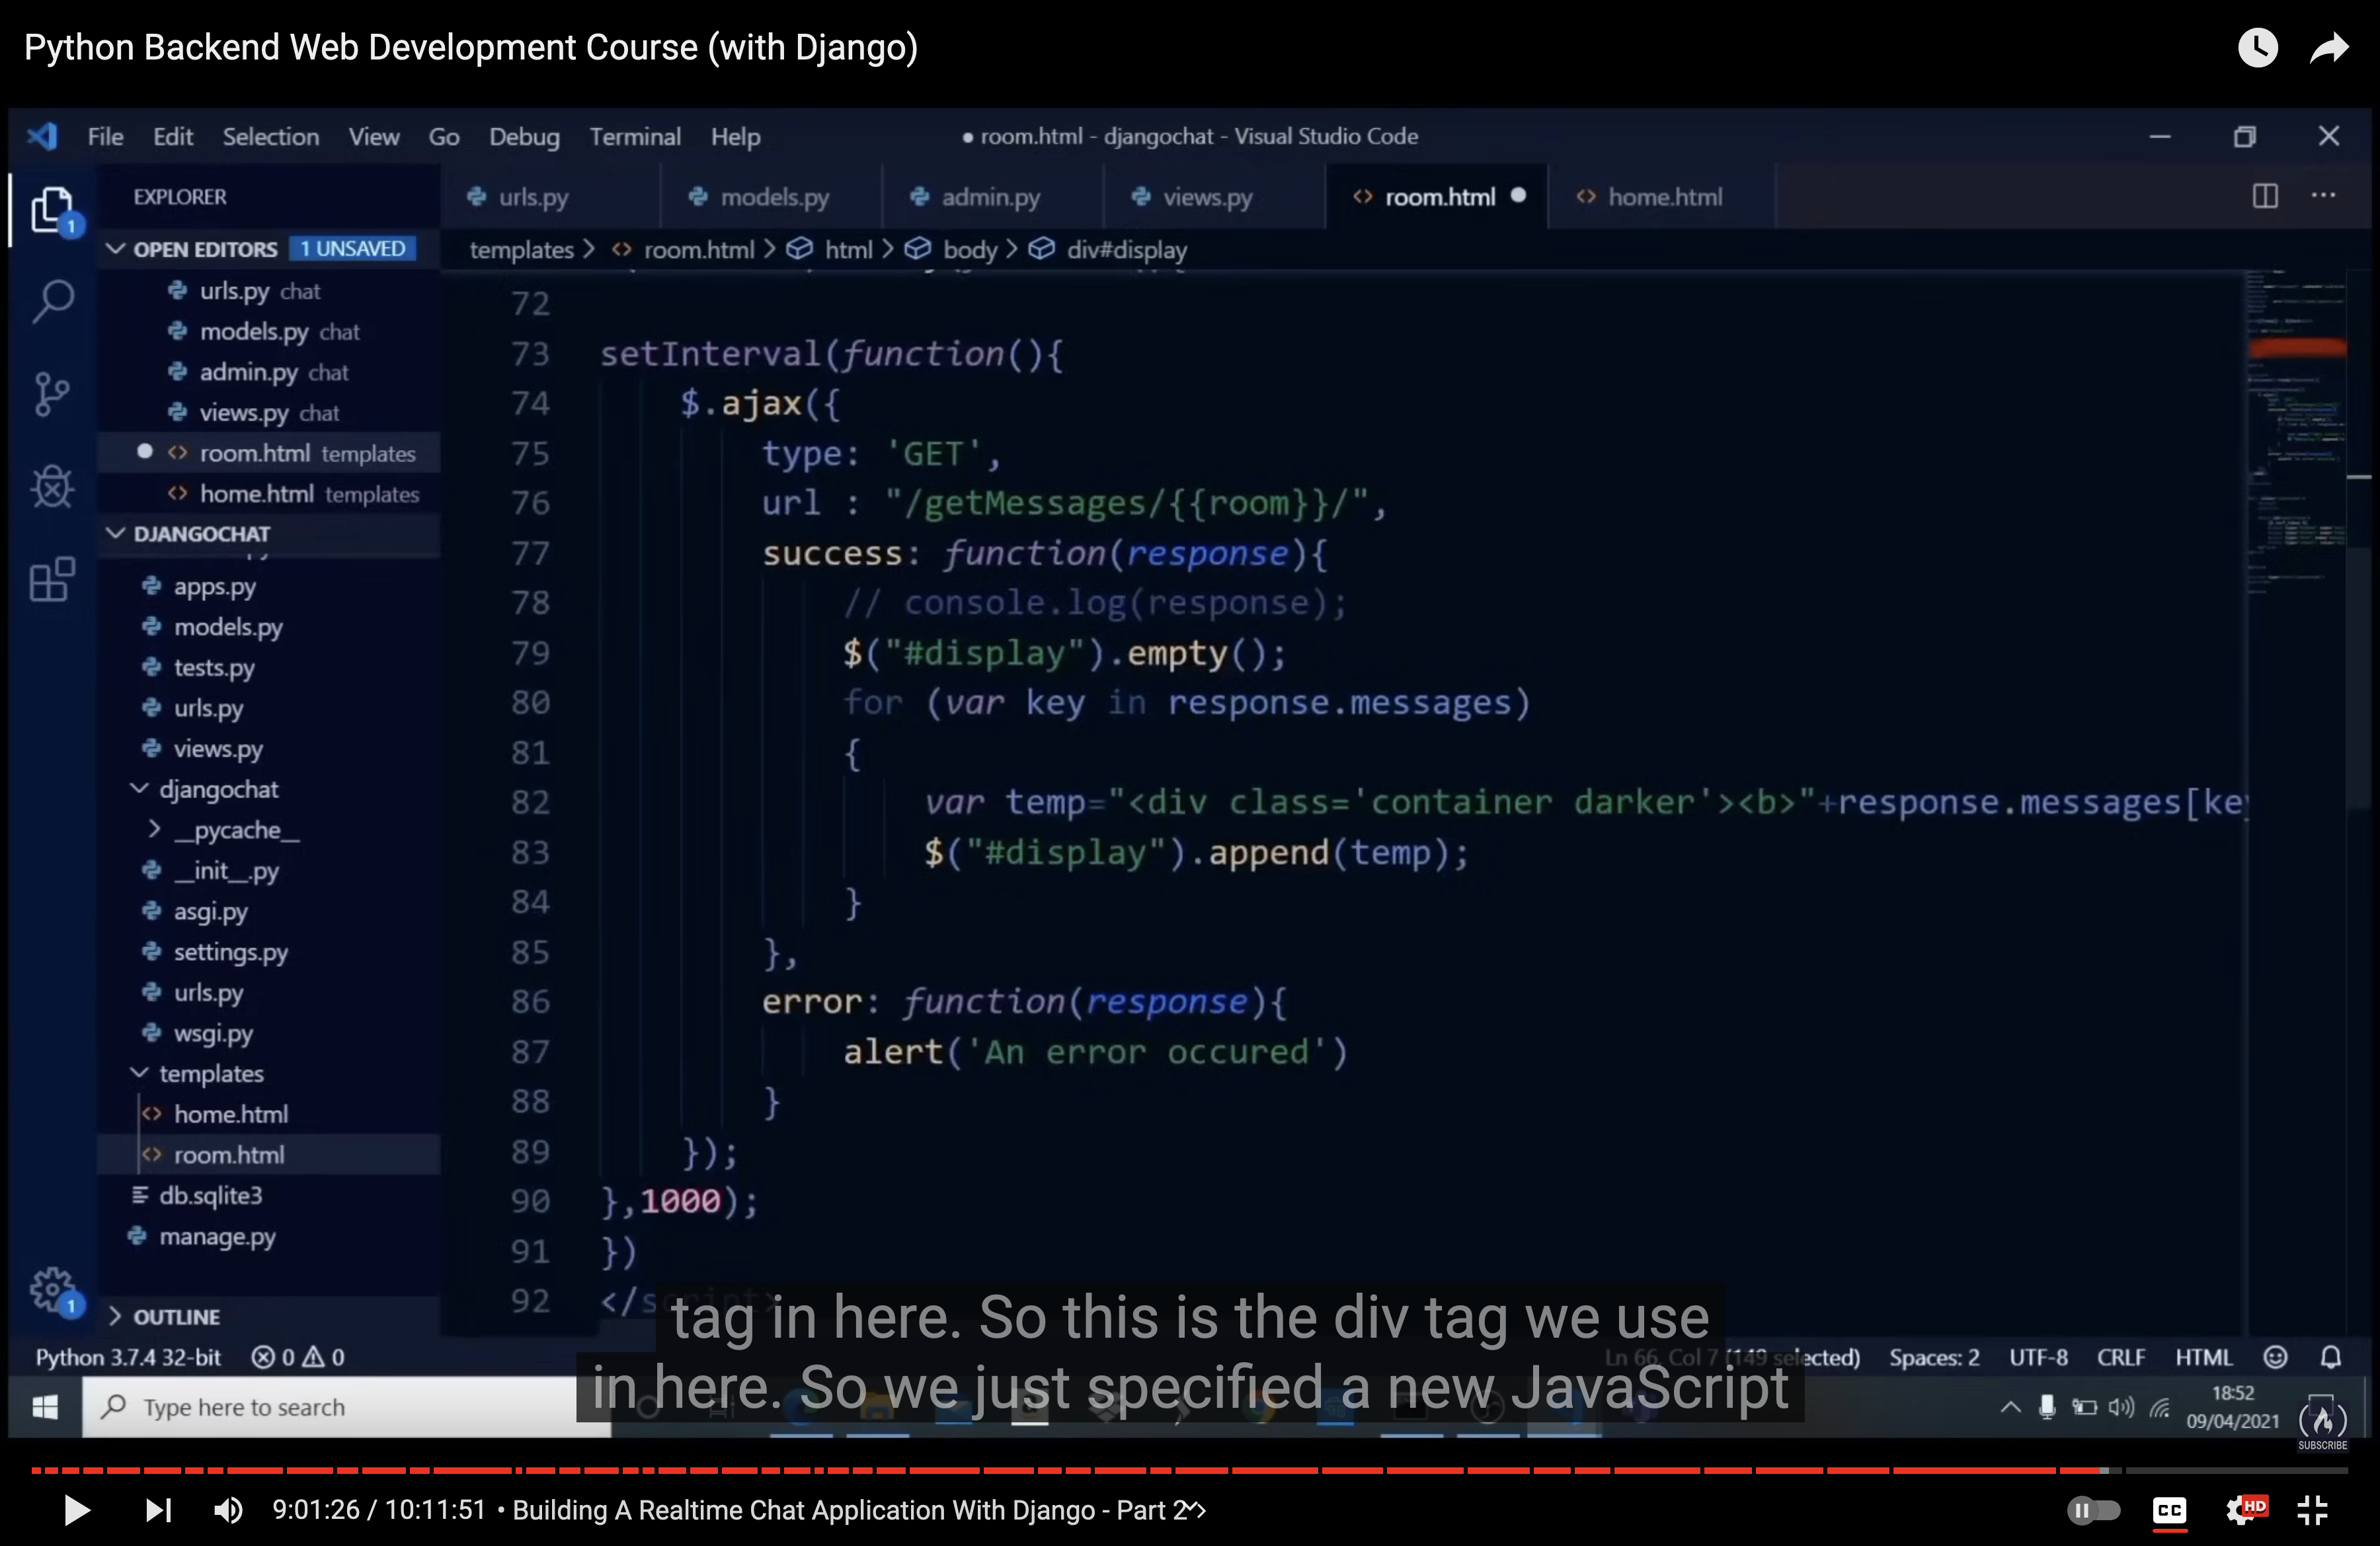 Python Backend Web Development Course (with Django)
File Edit Selection View Go Debug Terminal Help
● room.html - djangochat - Visual Studio Code
EXPLORER
urls.py models.py admin.py views.py room.html home.html
OPEN EDITORS 1 UNSAVED
templates > room.html > html > body > div#display
urls.py chat
models.py chat
admin.py chat
views.py chat
room.html templates
home.html templates
DJANGOCHAT
apps.py
models.py
tests.py
urls.py
views.py
djangochat
__pycache__
__init__.py
asgi.py
settings.py
urls.py
wsgi.py
templates
home.html
room.html
db.sqlite3
manage.py
OUTLINE
72
73 setInterval(function(){
74 $.ajax({
75 type: 'GET',
76 url : "/getMessages/{{room}}/",
77 success: function(response){
78 // console.log(response);
79 $("#display").empty();
80 for (var key in response.messages)
81 {
82 var temp="<div class='container darker'><b>"+response.messages[key
83 $("#display").append(temp);
84 }
85 },
86 error: function(response){
87 alert('An error occured')
88 }
89 });
90 },1000);
91 })
92 </script>
tag in here. So this is the div tag we use
in here. So we just specified a new JavaScript
Python 3.7.4 32-bit 0 0
Ln 66, Col 7 (149 selected) Spaces: 2 UTF-8 CRLF HTML
Type here to search
18:52
09/04/2021
SUBSCRIBE
9:01:26 / 10:11:51 • Building A Realtime Chat Application With Django - Part 2
CC
HD